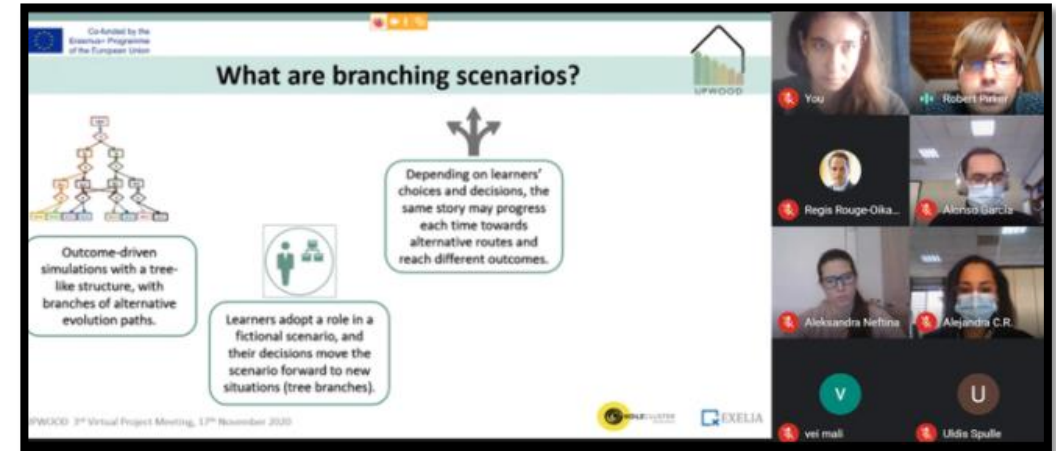 Co-funded by the
Erasmus+ Programme
of the European Union
What are branching scenarios?
UPWOOD
Depending on learners'
choices and decisions, the
same story may progress
each time towards
alternative routes and
reach different outcomes.
Outcome-driven
simulations with a tree-
like structure, with
branches of alternative
evolution paths.
Learners adopt a role in a
fictional scenario, and
their decisions move the
scenario forward to new
situations (tree branches).
UPWOOD 3rd Virtual Project Meeting, 17th November 2020
EXELIA
You
Robert Pirker
Regis Rouge-Oika...
Alonso García
Aleksandra Neftina
Alejandra C.R.
V
vei mali
U
Uldis Spulle